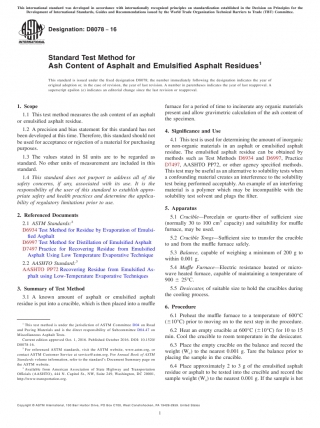 This international standard was developed in accordance with internationally recognized principles on standardization established in the Decision on Principles for the
Development of International Standards, Guides and Recommendations issued by the World Trade Organization Technical Barriers to Trade (TBT) Committee.
Designation: D8078 − 16
INTERNATIONAL
Standard Test Method for
Ash Content of Asphalt and Emulsified Asphalt Residues1
This standard is issued under the fixed designation D8078; the number immediately following the designation indicates the year of
original adoption or, in the case of revision, the year of last revision. A number in parentheses indicates the year of last reapproval. A
superscript epsilon (ε) indicates an editorial change since the last revision or reapproval.
1. Scope
1.1 This test method measures the ash content of an asphalt
or emulsified asphalt residue.
1.2 A precision and bias statement for this standard has not
been developed at this time. Therefore, this standard should not
be used for acceptance or rejection of a material for purchasing
purposes.
1.3 The values stated in SI units are to be regarded as
standard. No other units of measurement are included in this
standard.
1.4 This standard does not purport to address all of the
safety concerns, if any, associated with its use. It is the
responsibility of the user of this standard to establish appro-
priate safety and health practices and determine the applica-
bility of regulatory limitations prior to use.
2. Referenced Documents
2.1 ASTM Standards:2
D6934 Test Method for Residue by Evaporation of Emulsi-
fied Asphalt
D6997 Test Method for Distillation of Emulsified Asphalt
D7497 Practice for Recovering Residue from Emulsified
Asphalt Using Low Temperature Evaporative Technique
2.2 AASHTO Standard:3
AASHTO PP72 Recovering Residue from Emulsified As-
phalt using Low-Temperature Evaporative Techniques
3. Summary of Test Method
3.1 A known amount of asphalt or emulsified asphalt
residue is put into a crucible, which is then placed into a muffle
1 This test method is under the jurisdiction of ASTM Committee D04 on Road
and Paving Materials and is the direct responsibility of Subcommittee D04.47 on
Miscellaneous Asphalt Tests.
Current edition approved Oct. 1, 2016. Published October 2016. DOI: 10.1520/
D8078-16.
2 For referenced ASTM standards, visit the ASTM website, www.astm.org, or
contact ASTM Customer Service at service@astm.org. For Annual Book of ASTM
Standards volume information, refer to the standard's Document Summary page on
the ASTM website.
3 Available from American Association of State Highway and Transportation
Officials (AASHTO), 444 N. Capitol St., NW, Suite 249, Washington, DC 20001,
http://www.transportation.org.
furnace for a period of time to incinerate any organic materials
present and allow gravimetric calculation of the ash content of
the specimen.
4. Significance and Use
4.1 This test is used for determining the amount of inorganic
or non-organic materials in an asphalt or emulsified asphalt
residue. The emulsified asphalt residue can be obtained by
methods such as Test Methods D6934 and D6997, Practice
D7497, AASHTO PP72, or other agency specified methods.
This test may be useful as an alternative to solubility tests when
a confounding material creates an interference to the solubility
test being performed acceptably. An example of an interfering
material is a polymer which may be incompatible with the
solubility test solvent and plugs the filter.
5. Apparatus
5.1 Crucible—Porcelain or quartz-fiber of sufficient size
(normally 30 to 100 cm3 capacity) and suitability for muffle
furnace, may be used.
5.2 Crucible Tongs—Sufficient size to transfer the crucible
to and from the muffle furnace safely.
5.3 Balance, capable of weighing a minimum of 200 g to
within 0.001 g.
5.4 Muffle Furnace—Electric resistance heated or micro-
wave heated furnace, capable of maintaining a temperature of
900 ± 25°C.
5.5 Desiccator, of suitable size to hold the crucibles during
the cooling process.
6. Procedure
6.1 Preheat the muffle furnace to a temperature of 600°C
(±10°C) prior to moving on to the next step in the procedure.
6.2 Heat an empty crucible at 600°C (±10°C) for 10 to 15
min. Cool the crucible to room temperature in the desiccator.
6.3 Place the empty crucible on the balance and record the
weight (W1) to the nearest 0.001 g. Tare the balance prior to
placing the sample in the crucible.
6.4 Place approximately 2 to 3 g of the emulsified asphalt
residue or asphalt to be tested into the crucible and record the
sample weight (W2) to the nearest 0.001 g. If the sample is hot
Copyright © ASTM International, 100 Barr Harbor Drive, PO Box C700, West Conshohocken, PA 19428-2959. United States
1